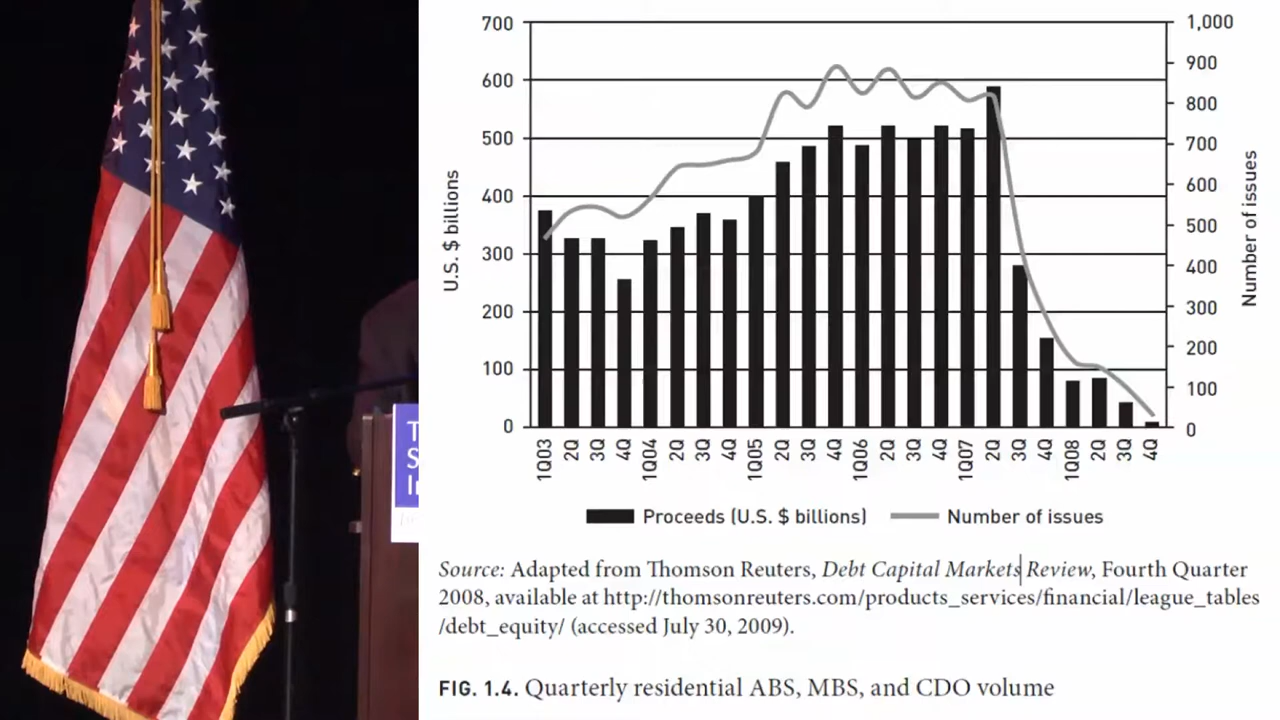 700
600
500
400
300
200
100
0
U.S. $ billions
1,000
900
800
700
600
500
400
300
200
100
0
Number of issues
1Q03 2Q 3Q 4Q 1Q04 2Q 3Q 4Q 1Q05 2Q 3Q 4Q 1Q06 2Q 3Q 4Q 1Q07 2Q 3Q 4Q 1Q08 2Q 3Q 4Q
Proceeds (U.S. $ billions) Number of issues
Source: Adapted from Thomson Reuters, Debt Capital Markets Review, Fourth Quarter
2008, available at http://thomsonreuters.com/products_services/financial/league_tables
/debt_equity/ (accessed July 30, 2009).
FIG. 1.4. Quarterly residential ABS, MBS, and CDO volume